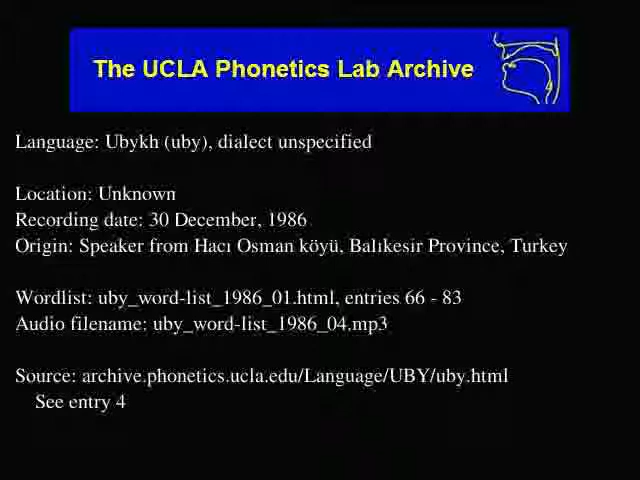 The UCLA Phonetics Lab Archive
Language: Ubykh (uby), dialect unspecified
Location: Unknown
Recording date: 30 December, 1986
Origin: Speaker from Hacı Osman köyü, Balıkesir Province, Turkey
Wordlist: uby_word-list_1986_01.html, entries 66 - 83
Audio filename: uby_word-list_1986_04.mp3
Source: archive.phonetics.ucla.edu/Language/UBY/uby.html
See entry 4